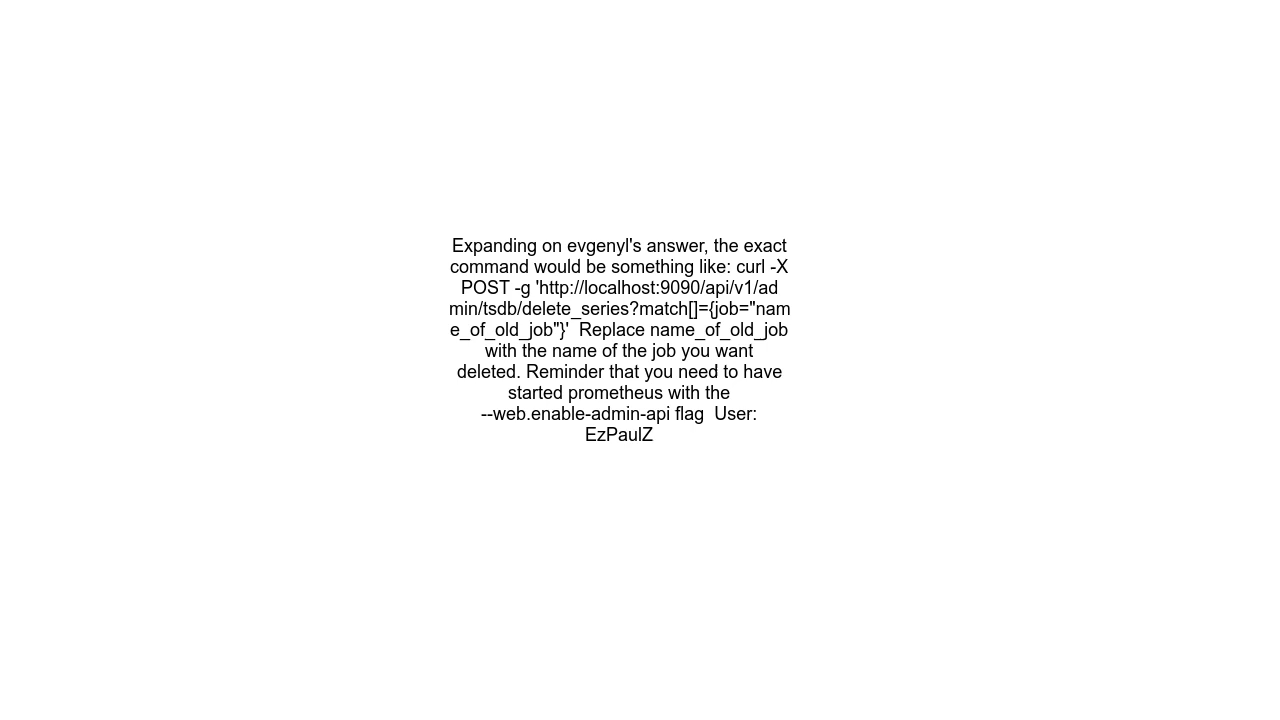 Expanding on evgenyl's answer, the exact
command would be something like: curl -X
POST -g 'http://localhost:9090/api/v1/ad
min/tsdb/delete_series?match[]={job="nam
e_of_old_job"}'  Replace name_of_old_job
with the name of the job you want
deleted. Reminder that you need to have
started prometheus with the
--web.enable-admin-api flag  User:
EzPaulZ